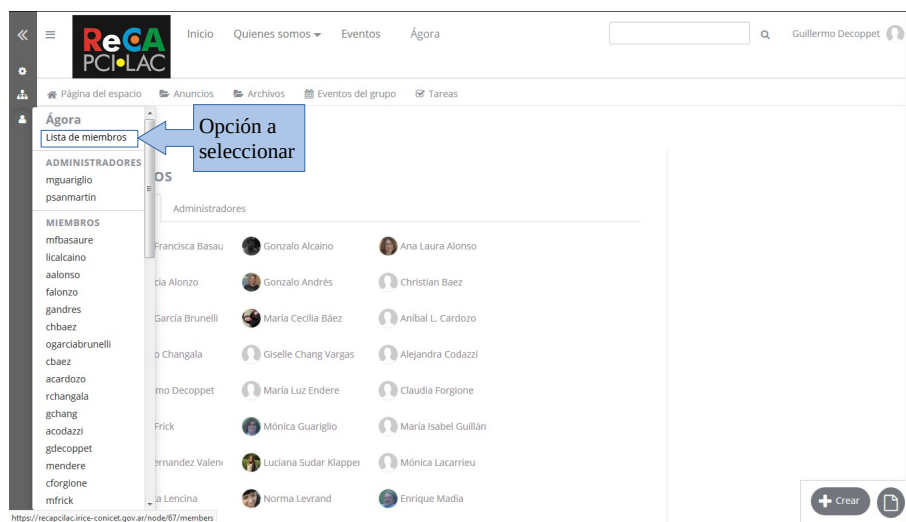 ReCA
PCI•LAC
Inicio Quienes somos Eventos Ágora
Guillermo Decoppet
Página del espacio Anuncios Archivos Eventos del grupo Tareas
Ágora
Lista de miembros
Opción a
seleccionar
ADMINISTRADORES
mguariglio
psanmartin
MIEMBROS
mfbasaure
licalcaino
aalonso
falonzo
gandres
chbaez
ogarciabrunelli
cbaez
acardozo
rchangala
gchang
acodazzi
gdecoppet
mendere
cforgione
mfrick
os
Administradores
Francisca Basau Gonzalo Alcaino Ana Laura Alonso
cia Alonzo Gonzalo Andrés Christian Baez
García Brunelli María Cecilia Báez Aníbal L. Cardozo
o Changala Giselle Chang Vargas Alejandra Codazzi
mo Decoppet María Luz Endere Claudia Forgione
Frick Mónica Guariglio María Isabel Guillán
ernandez Valen Luciana Sudar Klapper Mónica Lacarrieu
a Lencina Norma Levrand Enrique Madia
Crear
https://recapcilac.irice-conicet.gov.ar/node/67/members